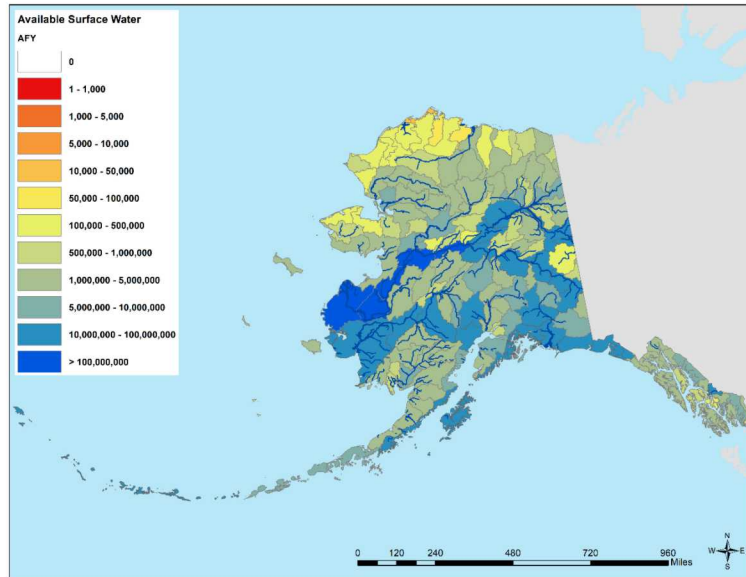 Available Surface Water
AFY
0
1 - 1,000
1,000 - 5,000
5,000 - 10,000
10,000 - 50,000
50,000 - 100,000
100,000 - 500,000
500,000 - 1,000,000
1,000,000 - 5,000,000
5,000,000 - 10,000,000
10,000,000 - 100,000,000
> 100,000,000
N
W E
S
0 120 240 480 720 960
Miles